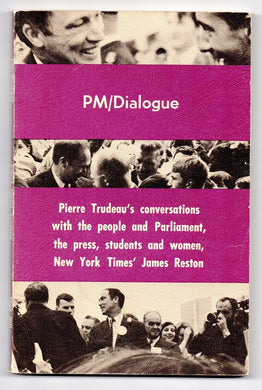 PM/Dialogue
Pierre Trudeau's conversations
with the people and Parliament,
the press, students and women,
New York Times' James Reston